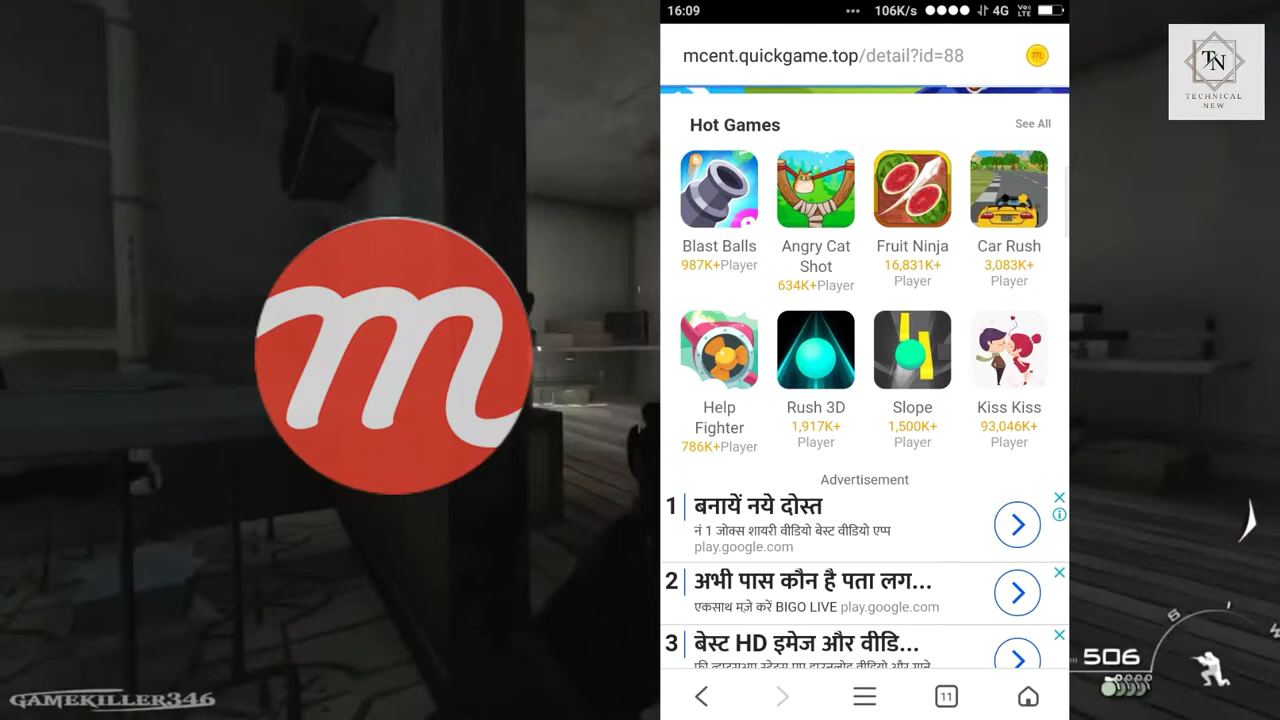 16:09
106K/s
4G
Vo
LTE
mcent.quickgame.top/detail?id=88
m
Hot Games
See All
Blast Balls
987K+Player
Angry Cat
Shot
634K+Player
Fruit Ninja
16,831K+
Player
Car Rush
3,083K+
Player
Help
Fighter
786K+Player
Rush 3D
1,917K+
Player
Slope
1,500K+
Player
Kiss Kiss
93,046K+
Player
Advertisement
1 बनायें नये दोस्त
नं 1 जोक्स शायरी वीडियो बेस्ट वीडियो एप्प
play.google.com
2 अभी पास कौन है पता लग...
एकसाथ मज़े करें BIGO LIVE play.google.com
3 बेस्ट HD इमेज और वीडि...
11
m
TN
TECHNICAL
NEW
506
6
GAMEKILLER346